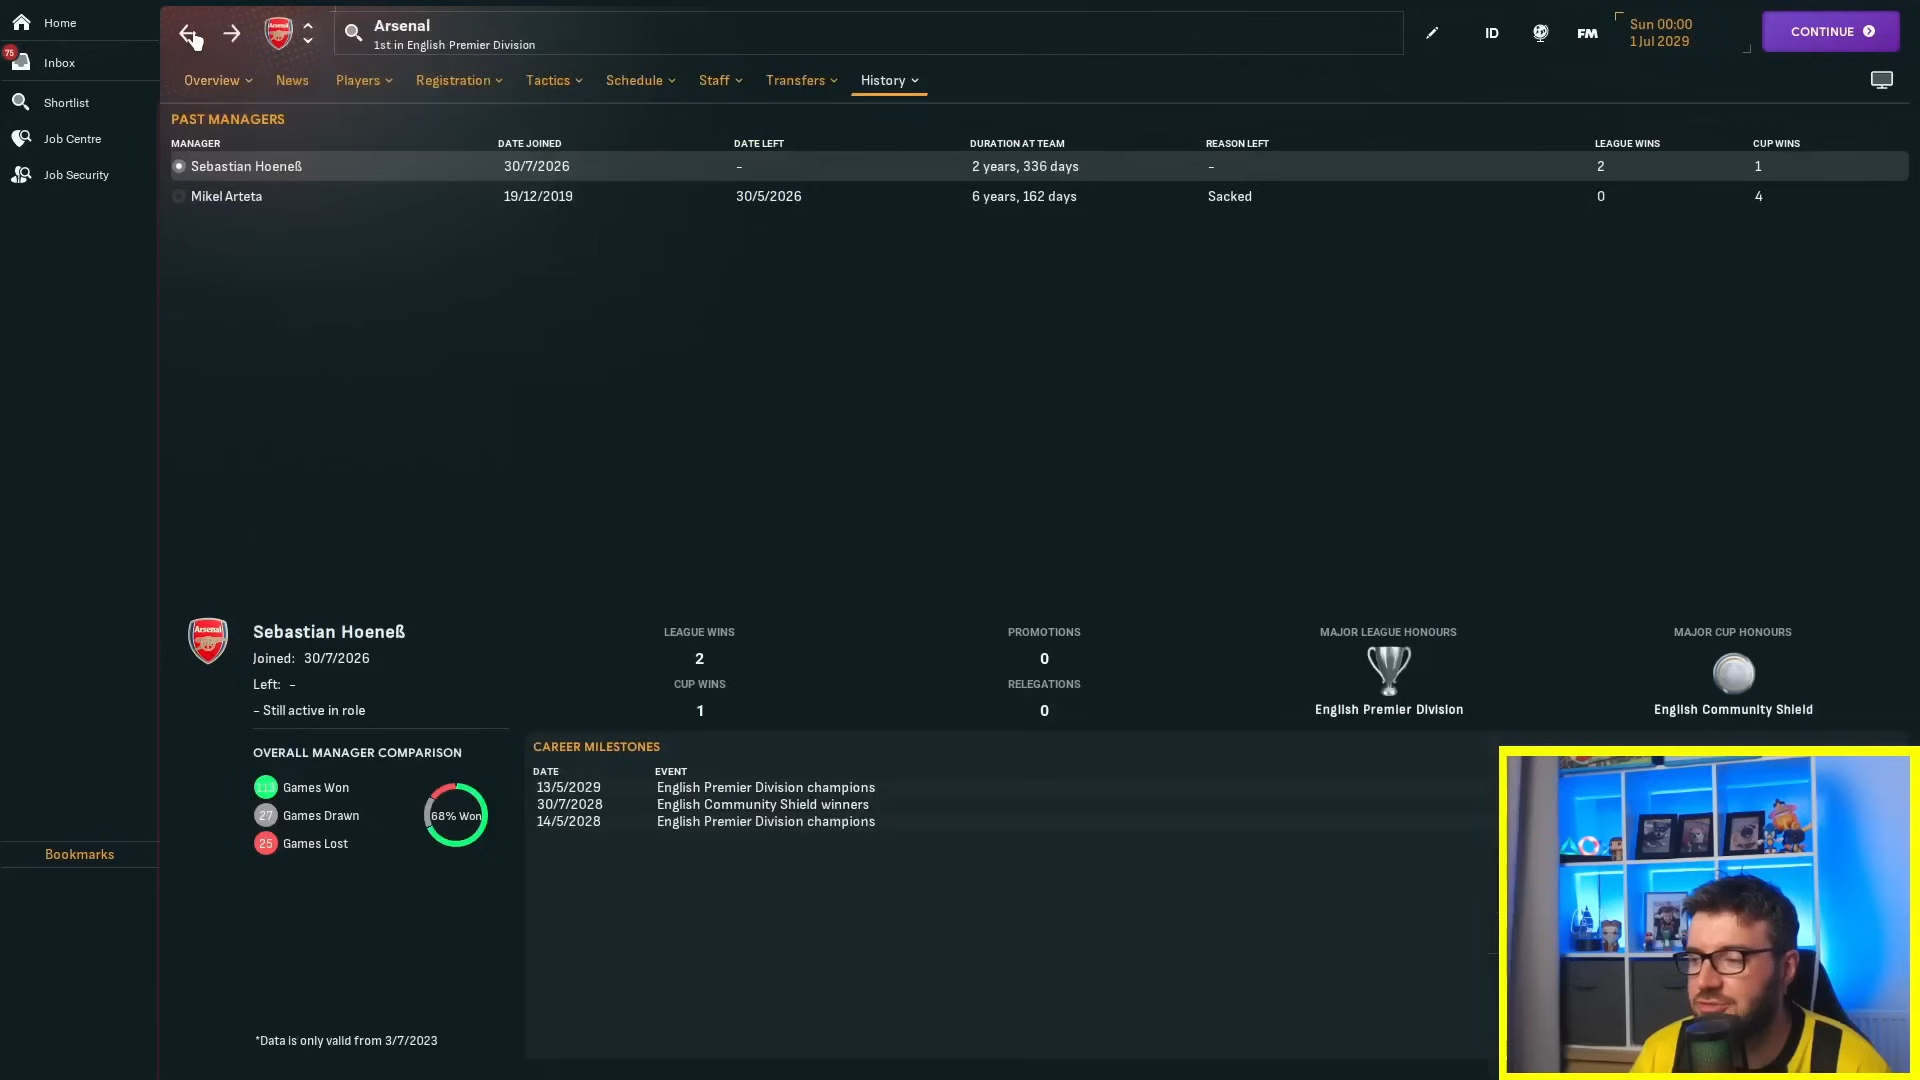 Home
75
Inbox
Shortlist
Job Centre
Job Security
Bookmarks
Arsenal
Arsenal
1st in English Premier Division
ID
FM
Sun 00:00
1 Jul 2029
CONTINUE
Overview
News
Players
Registration
Tactics
Schedule
Staff
Transfers
History
PAST MANAGERS
MANAGER DATE JOINED DATE LEFT DURATION AT TEAM REASON LEFT LEAGUE WINS CUP WINS
Sebastian Hoeneß 30/7/2026 - 2 years, 336 days - 2 1
Mikel Arteta 19/12/2019 30/5/2026 6 years, 162 days Sacked 0 4
Arsenal
Sebastian Hoeneß
Joined: 30/7/2026
Left: -
- Still active in role
LEAGUE WINS
2
CUP WINS
1
PROMOTIONS
0
RELEGATIONS
0
MAJOR LEAGUE HONOURS
English Premier Division
MAJOR CUP HONOURS
English Community Shield
OVERALL MANAGER COMPARISON
113 Games Won
27 Games Drawn
25 Games Lost
68% Won
*Data is only valid from 3/7/2023
CAREER MILESTONES
DATE EVENT
13/5/2029 English Premier Division champions
30/7/2028 English Community Shield winners
14/5/2028 English Premier Division champions